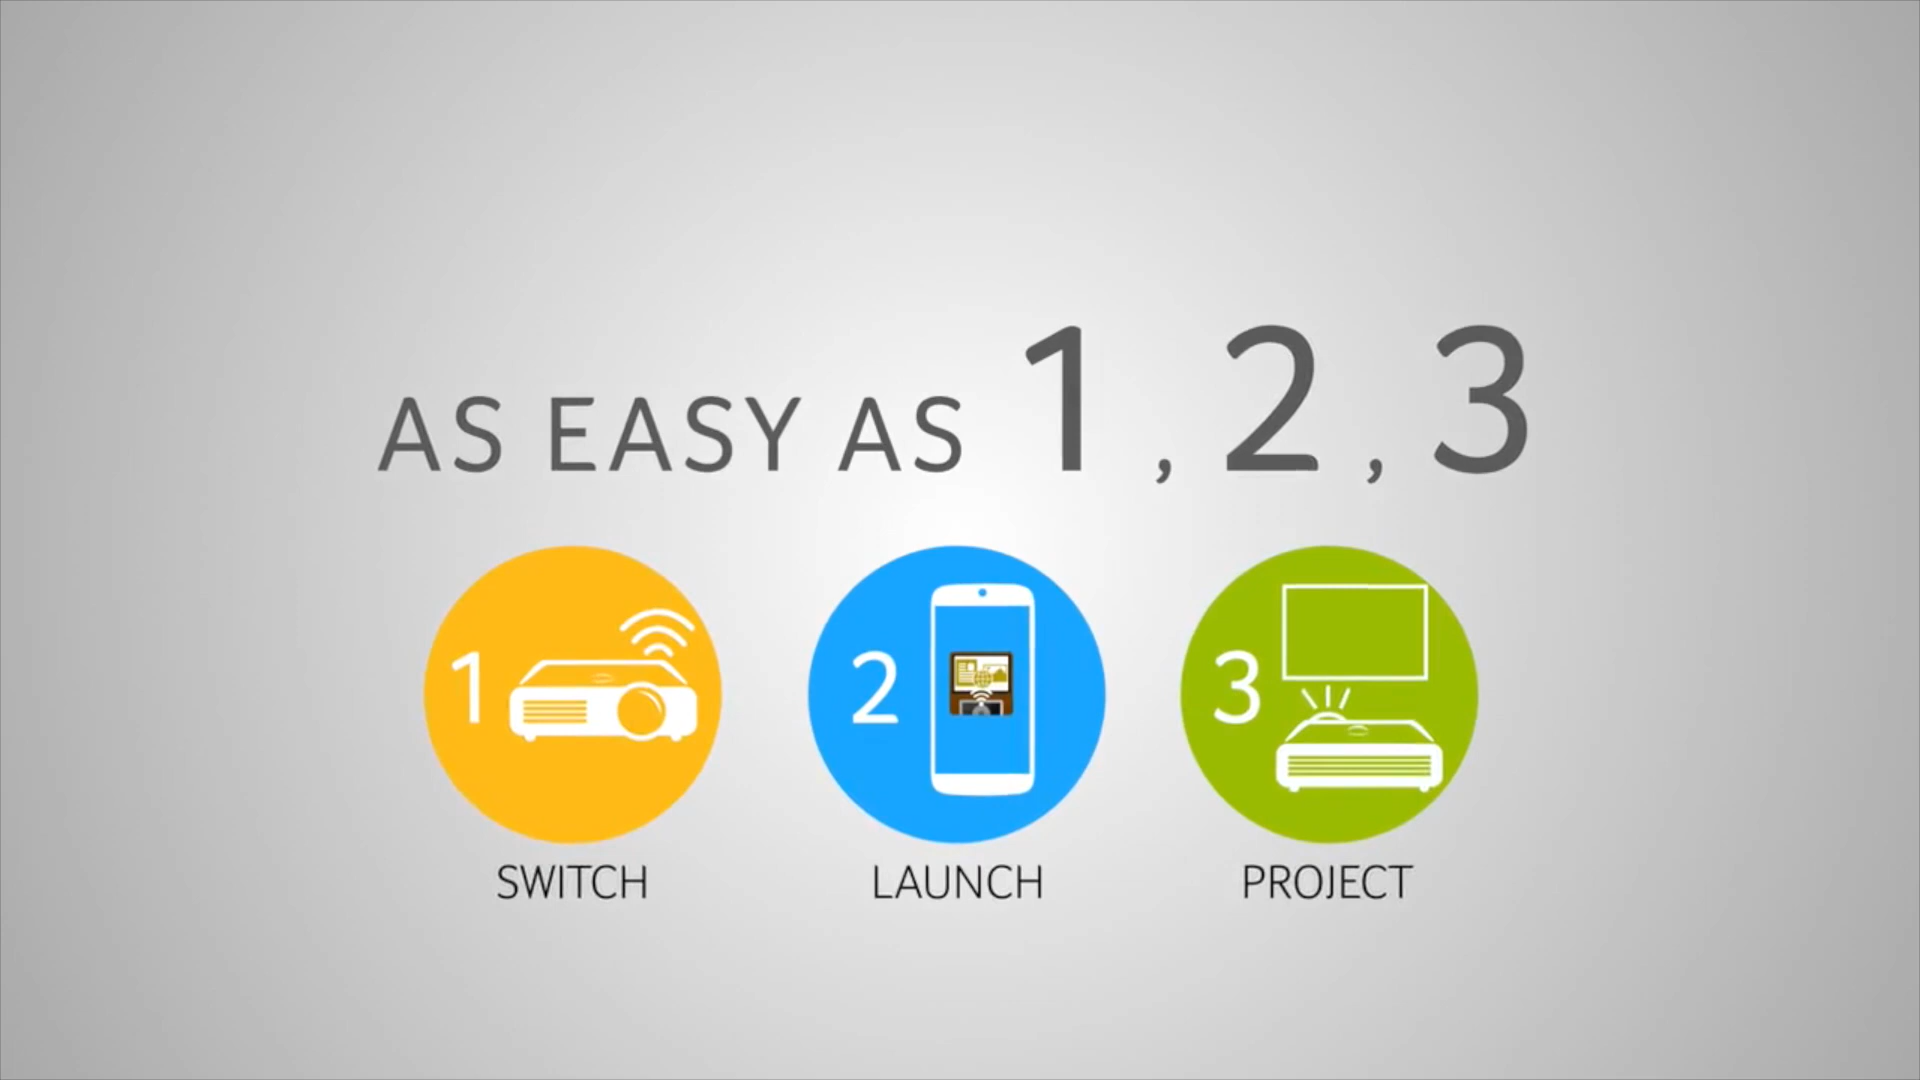 AS EASY AS 1, 2, 3
1
2
3
SWITCH
LAUNCH
PROJECT